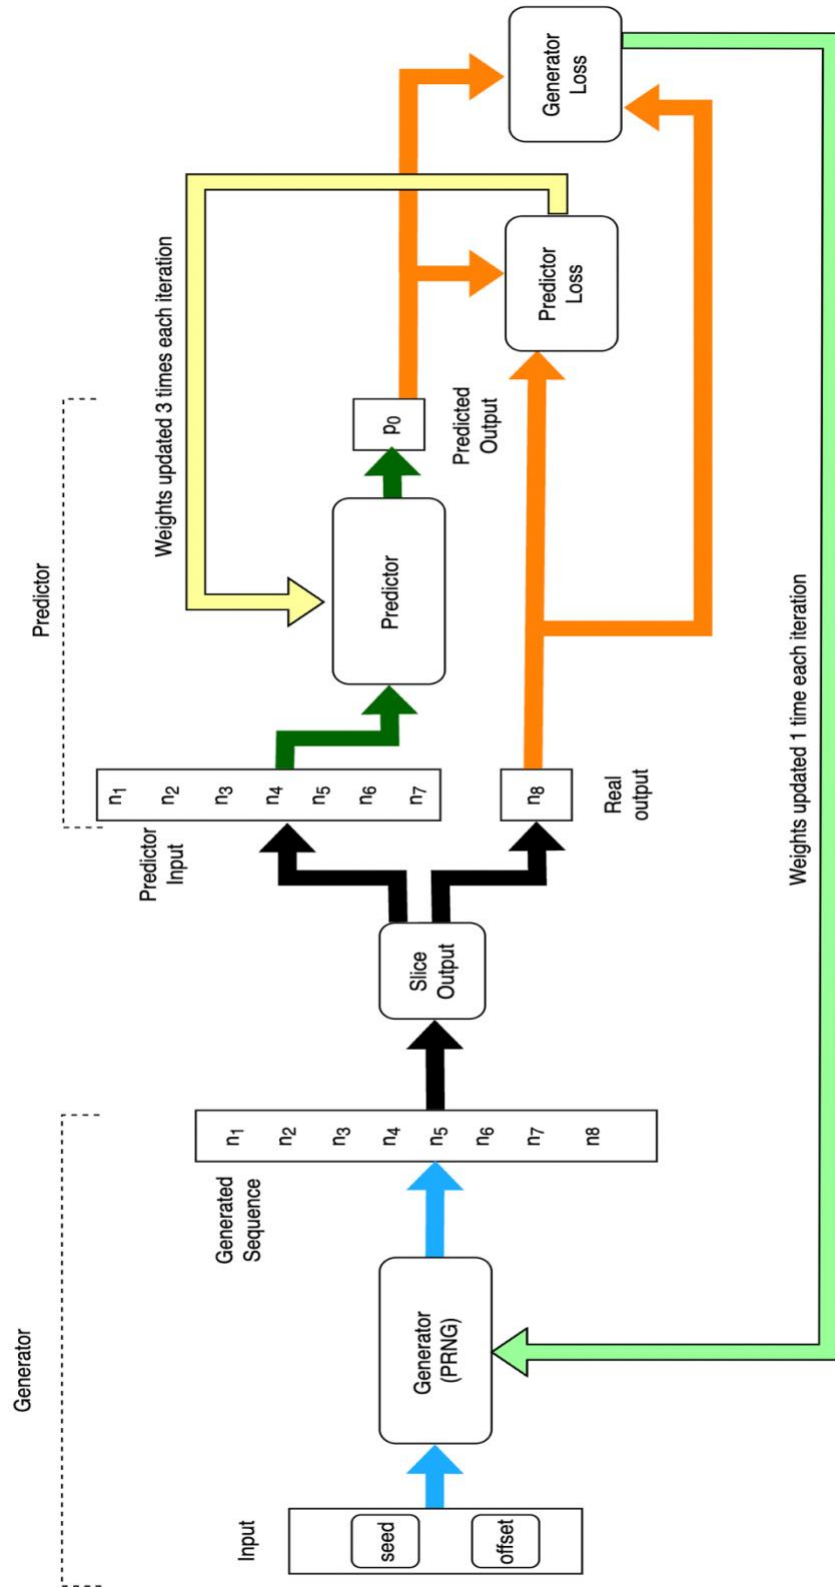 Generator
Predictor
Input
seed
offset
Generator
(PRNG)
Generated
Sequence
n1
n2
n3
n4
n5
n6
n7
n8
Slice
Output
Predictor
Input
n1
n2
n3
n4
n5
n6
n7
n8
Real
output
Weights updated 3 times each iteration
Predictor
p0
Predicted
Output
Predictor
Loss
Generator
Loss
Weights updated 1 time each iteration